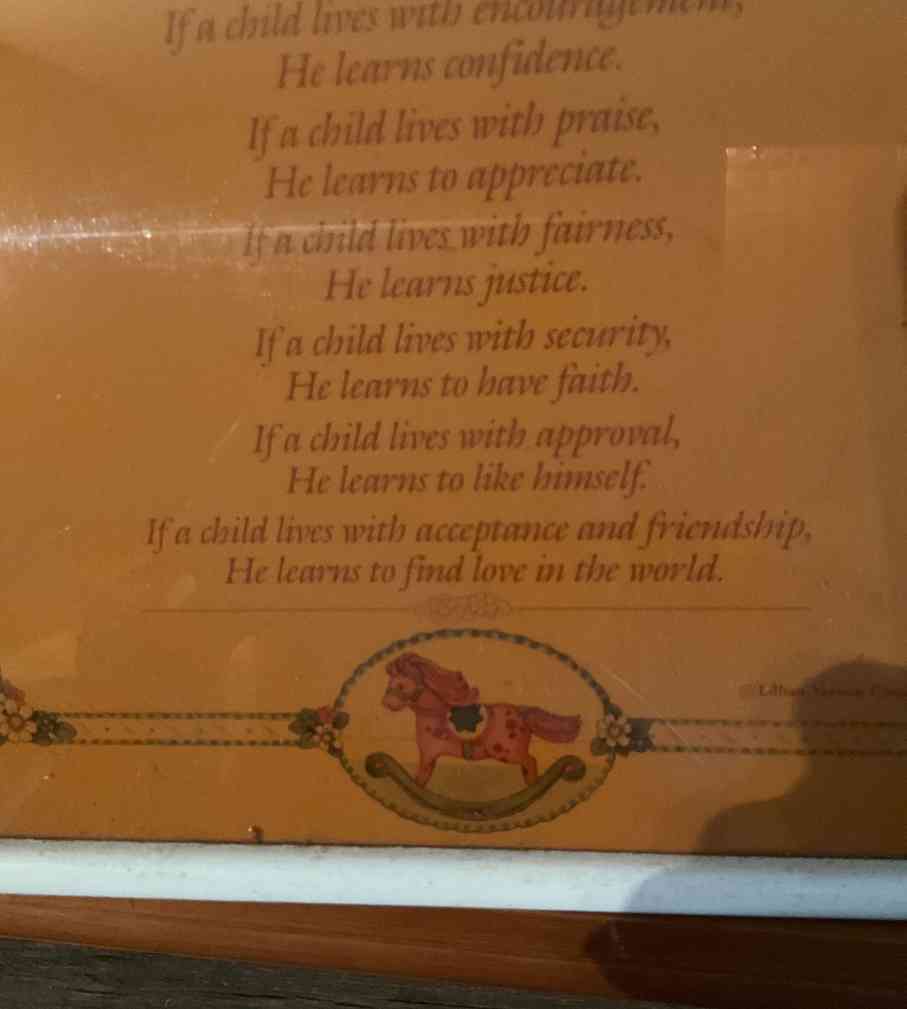 If a child lives with encouragement,
He learns confidence.
If a child lives with praise,
He learns to appreciate.
If a child lives with fairness,
He learns justice.
If a child lives with security,
He learns to have faith.
If a child lives with approval,
He learns to like himself.
If a child lives with acceptance and friendship,
He learns to find love in the world.
Lillian Vernon